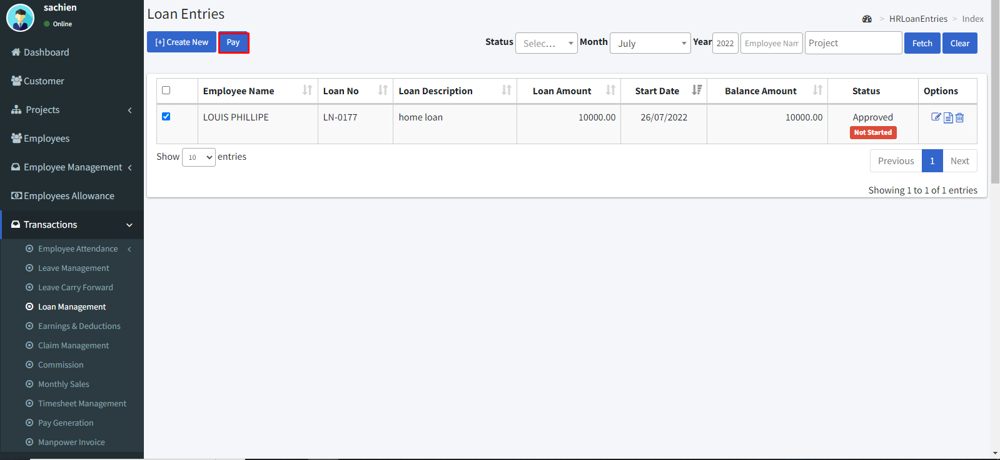 sachien
Online
Dashboard
Customer
Projects
Employees
Employee Management
Employees Allowance
Transactions
Employee Attendance
Leave Management
Leave Carry Forward
Loan Management
Earnings & Deductions
Claim Management
Commission
Monthly Sales
Timesheet Management
Pay Generation
Manpower Invoice
Loan Entries
> HRLoanEntries > Index
[+] Create New Pay
Status Selec... Month July Year 2022 Employee Nam Project Fetch Clear
Employee Name Loan No Loan Description Loan Amount Start Date Balance Amount Status Options
LOUIS PHILLIPE LN-0177 home loan 10000.00 26/07/2022 10000.00 Approved
Not Started
Show 10 entries
Previous 1 Next
Showing 1 to 1 of 1 entries